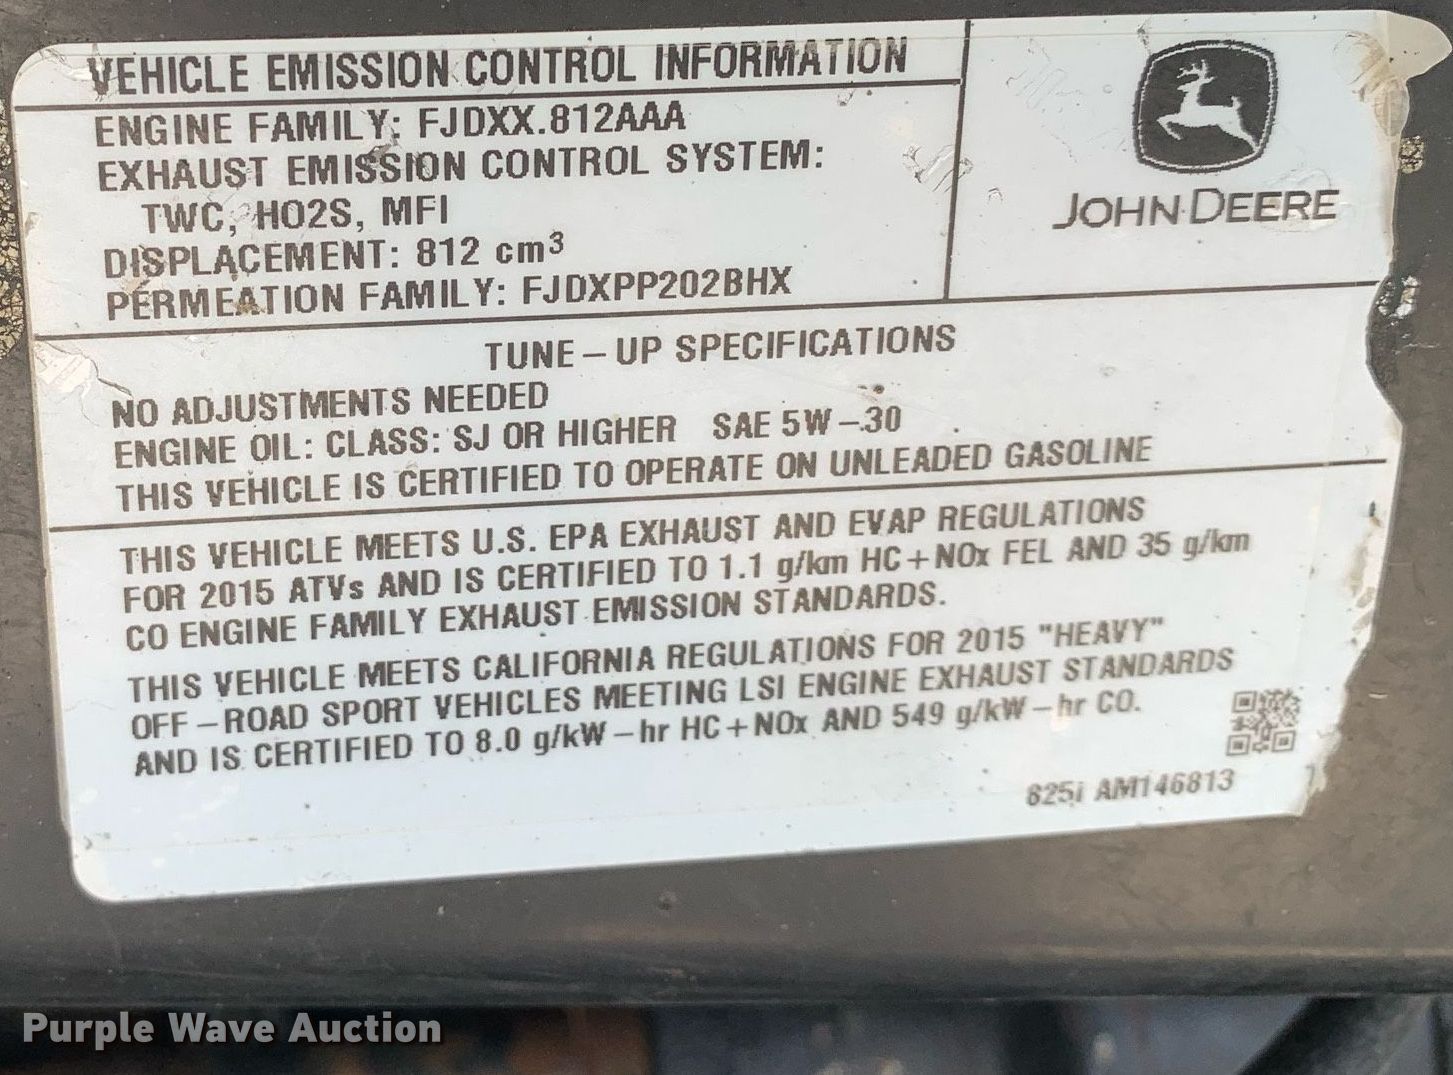 VEHICLE EMISSION CONTROL INFORMATION
ENGINE FAMILY: FJDXX.812AAA
EXHAUST EMISSION CONTROL SYSTEM:
TWC, HO2S, MFI
DISPLACEMENT: 812 cm³
PERMEATION FAMILY: FJDXPP202BHX
JOHN DEERE
TUNE-UP SPECIFICATIONS
NO ADJUSTMENTS NEEDED
ENGINE OIL: CLASS: SJ OR HIGHER SAE 5W-30
THIS VEHICLE IS CERTIFIED TO OPERATE ON UNLEADED GASOLINE
THIS VEHICLE MEETS U.S. EPA EXHAUST AND EVAP REGULATIONS
FOR 2015 ATVs AND IS CERTIFIED TO 1.1 g/km HC+NOx FEL AND 35 g/km
CO ENGINE FAMILY EXHAUST EMISSION STANDARDS.
THIS VEHICLE MEETS CALIFORNIA REGULATIONS FOR 2015 "HEAVY"
OFF-ROAD SPORT VEHICLES MEETING LSI ENGINE EXHAUST STANDARDS
AND IS CERTIFIED TO 8.0 g/kW-hr HC+NOx AND 549 g/kW-hr CO.
825i AM146813
Purple Wave Auction